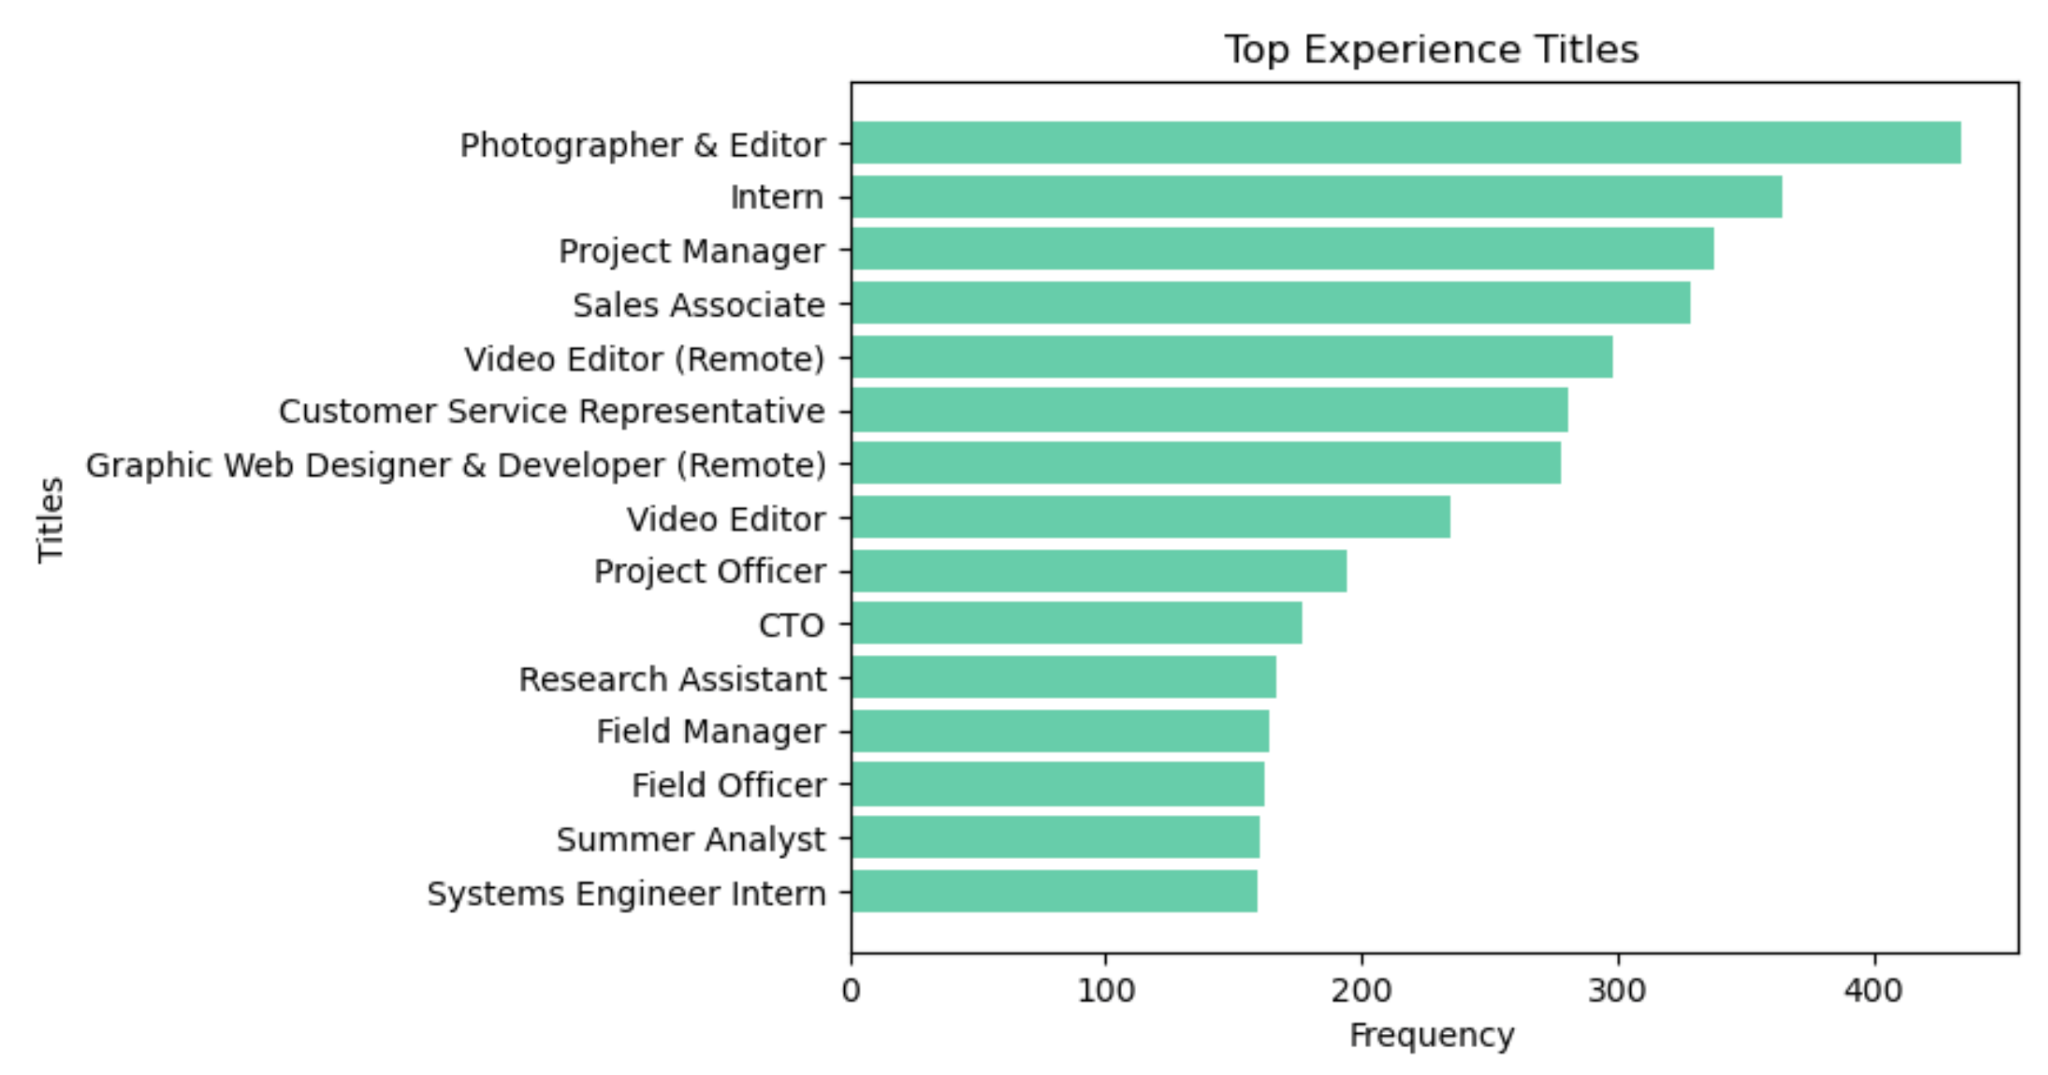 Top Experience Titles
Photographer & Editor
Intern
Project Manager
Sales Associate
Video Editor (Remote)
Customer Service Representative
Graphic Web Designer & Developer (Remote)
Video Editor
Project Officer
CTO
Research Assistant
Field Manager
Field Officer
Summer Analyst
Systems Engineer Intern
Titles
0 100 200 300 400
Frequency